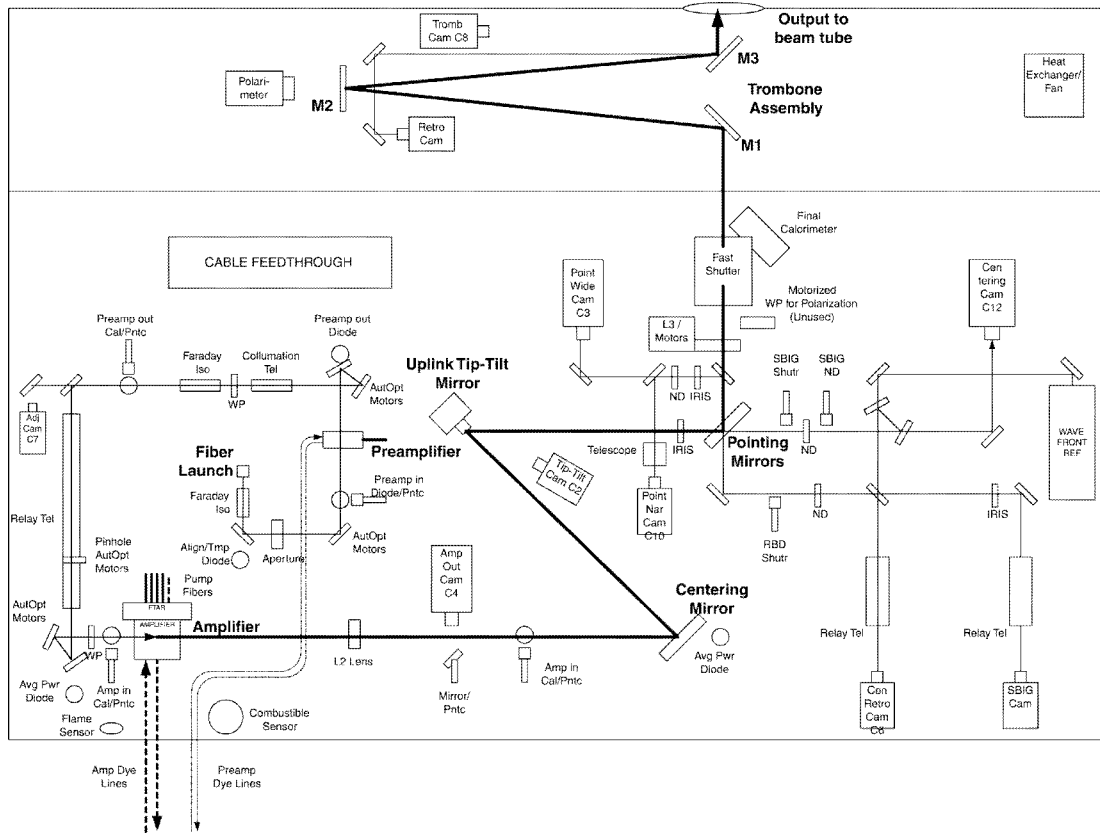 Tromb
Cam C8
Output to
beam tube
M3
Heat
Exchanger/
Fan
Polari-
meter
M2
Trombone
Assembly
Retro
Cam
M1
Final
Calorimeter
CABLE FEEDTHROUGH
Fast
Shutter
Point
Wide
Cam
C3
Cen
tering
Cam
C12
Motorized
WP for Polarization
(Unused)
Preamp out
Cal/Pntc
Preamp out
Diode
L3 /
Motors
Faraday
Iso
Collumation
Tel
Uplink Tip-Tilt
Mirror
SBIG
Shutr
SBIG
ND
WP
AutOpt
Motors
ND
IRIS
Adj
Cam
C7
Preamplifier
Telescope
IRIS
Pointing
Mirrors
ND
WAVE
FRONT
REF
Fiber
Launch
Tip-Tilt
Cam C2
Faraday
Iso
Preamp in
Diode/Pntc
Point
Nar
Cam
C10
ND
IRIS
Relay Tel
RBD
Shutr
Align/Tmp
Diode
Aperture
AutOpt
Motors
Pinhole
AutOpt
Motors
Amp
Out
Cam
C4
Pump
Fibers
AutOpt
Motors
FTAR
AMPLIFIER
Amplifier
Centering
Mirror
Relay Tel
Relay Tel
WP
L2 Lens
Avg Pwr
Diode
Avg Pwr
Diode
Amp in
Cal/Pntc
Mirror/
Pntc
Amp in
Cal/Pntc
Cen
Retro
Cam
C6
SBIG
Cam
Flame
Sensor
Combustible
Sensor
Amp Dye
Lines
Preamp
Dye Lines